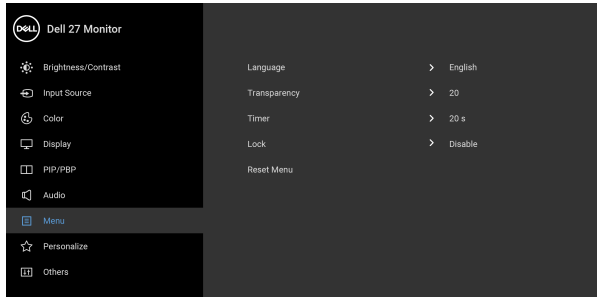 DELL Dell 27 Monitor
Brightness/Contrast
Input Source
Color
Display
PIP/PBP
Audio
Menu
Personalize
Others
Language > English
Transparency > 20
Timer > 20 s
Lock > Disable
Reset Menu